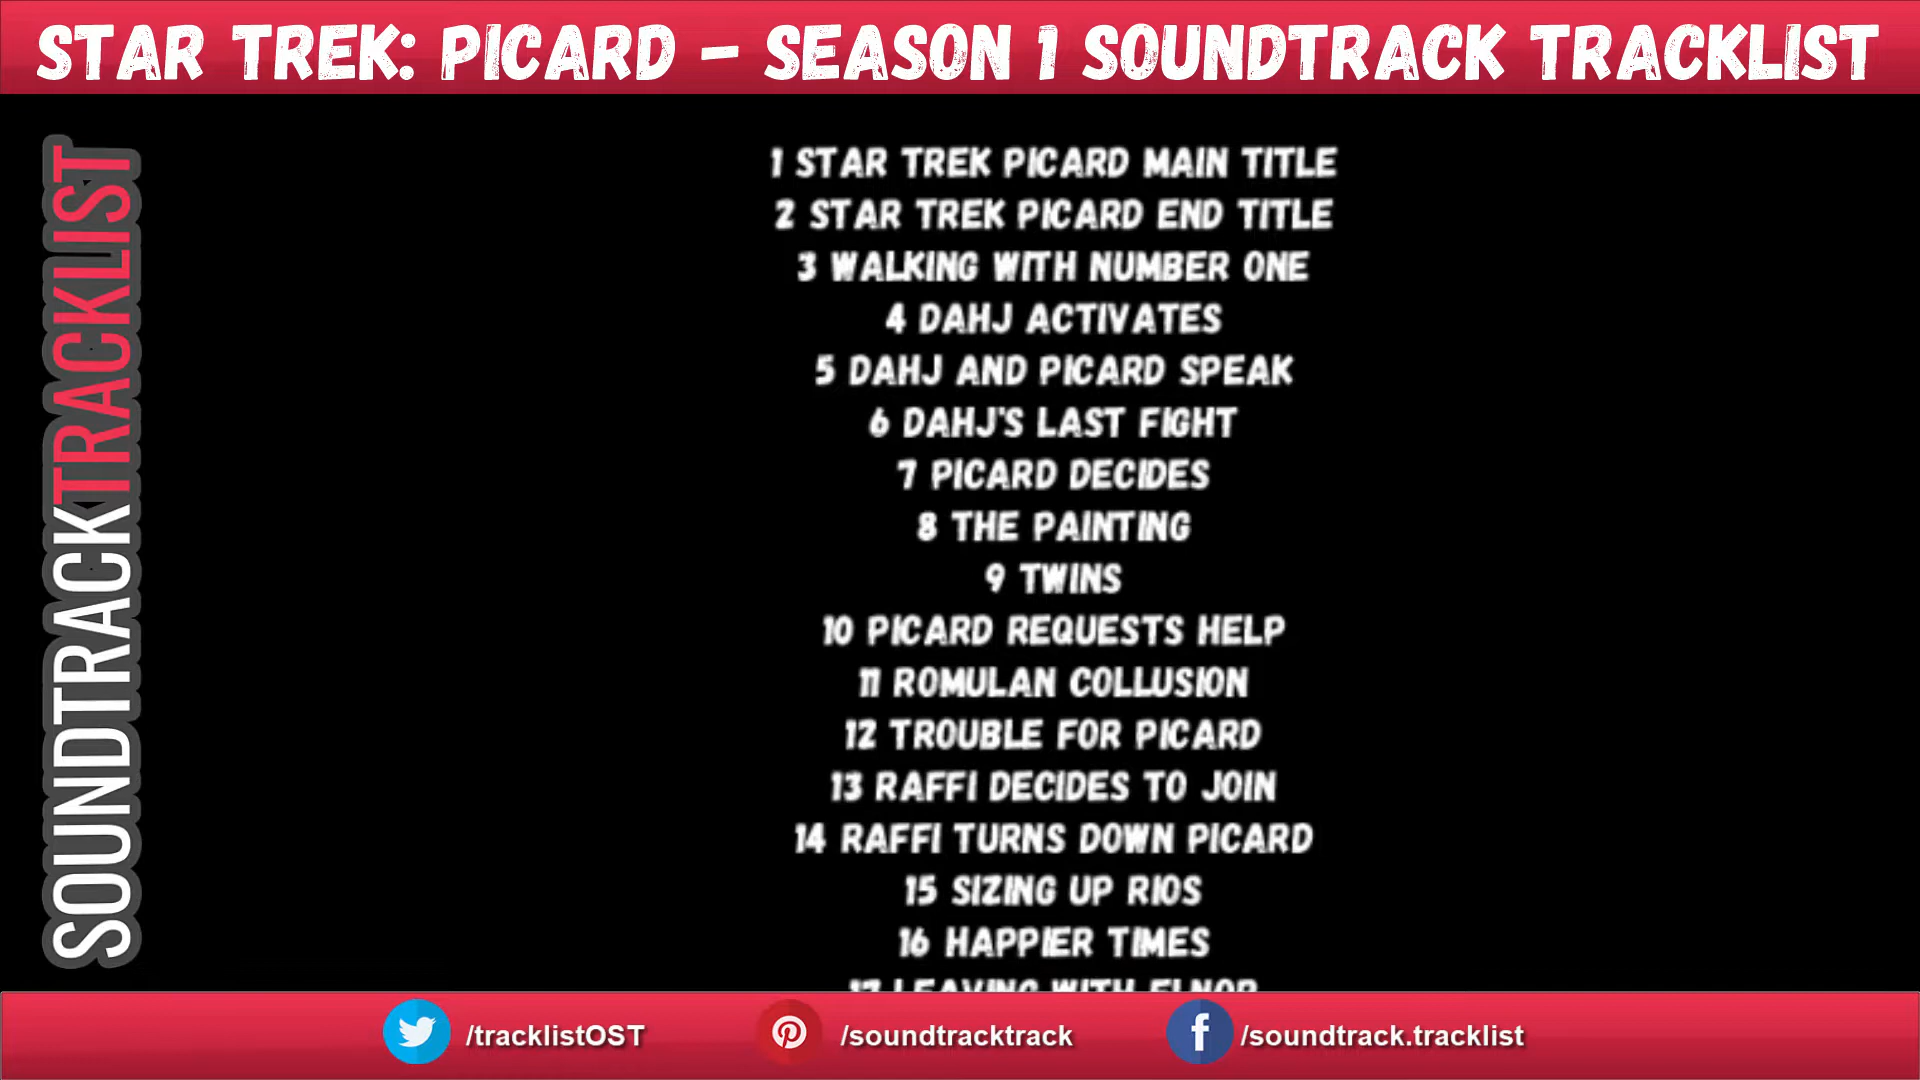 STAR TREK: PICARD - SEASON 1 SOUNDTRACK TRACKLIST
SOUNDTRACKTRACKLIST
1 STAR TREK PICARD MAIN TITLE
2 STAR TREK PICARD END TITLE
3 WALKING WITH NUMBER ONE
4 DAHJ ACTIVATES
5 DAHJ AND PICARD SPEAK
6 DAHJ'S LAST FIGHT
7 PICARD DECIDES
8 THE PAINTING
9 TWINS
10 PICARD REQUESTS HELP
11 ROMULAN COLLUSION
12 TROUBLE FOR PICARD
13 RAFFI DECIDES TO JOIN
14 RAFFI TURNS DOWN PICARD
15 SIZING UP RIOS
16 HAPPIER TIMES
17 LEAVING WITH ELNOR
/tracklistOST
/soundtracktrack
/soundtrack.tracklist